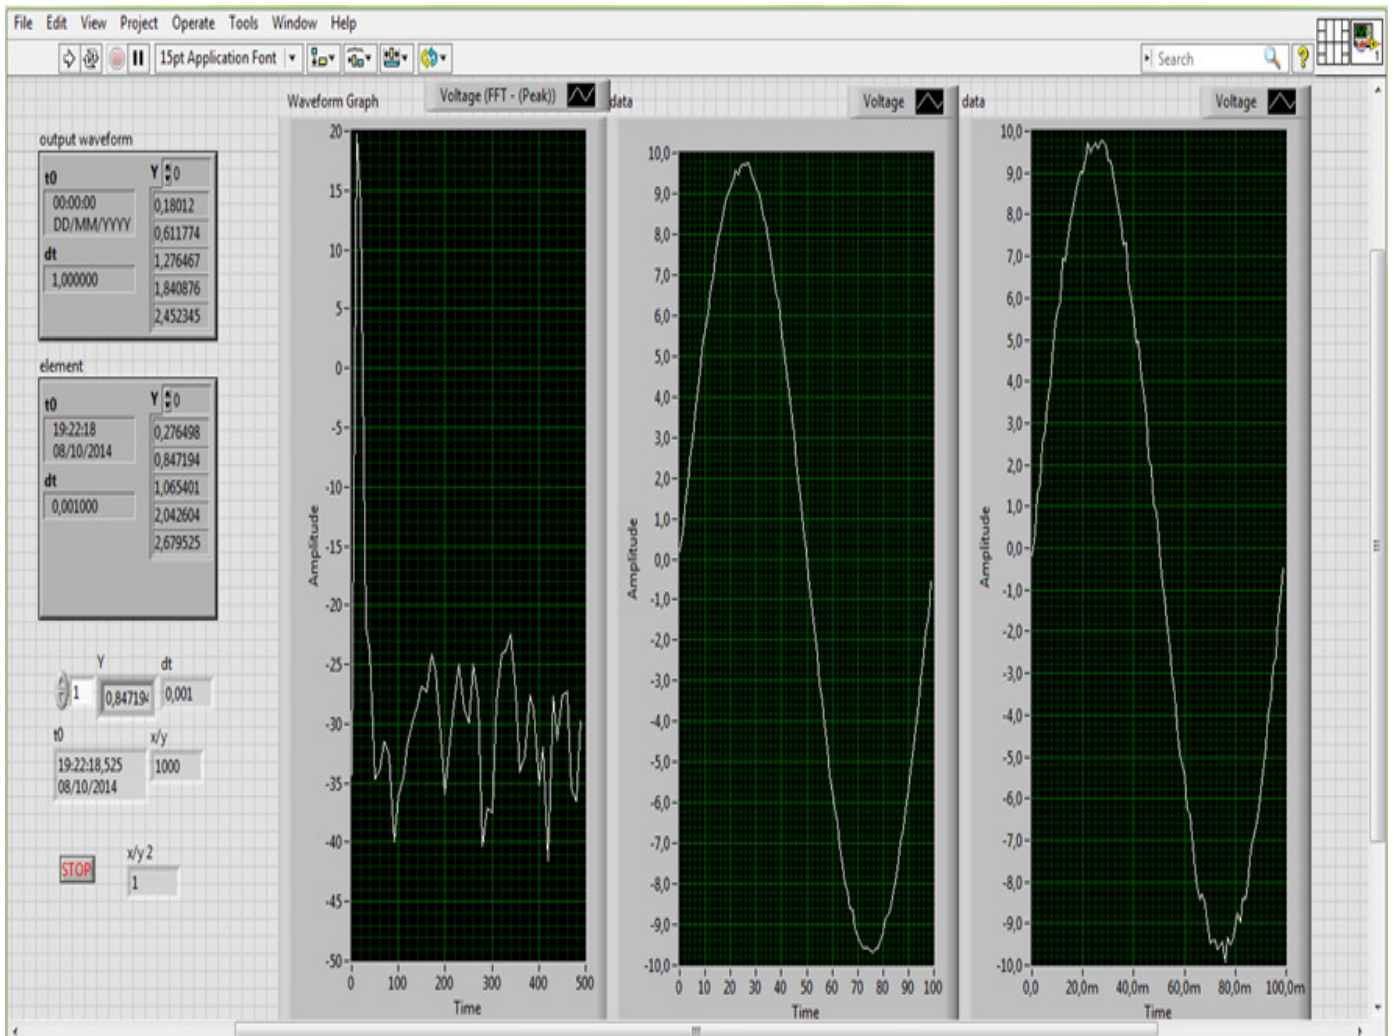 File Edit View Project Operate Tools Window Help
15pt Application Font
Search
?
1
output waveform
t0
00:00:00
DD/MM/YYYY
dt
1,000000
Y 0
0,18012
0,611774
1,276467
1,840876
2,452345
element
t0
19:22:18
08/10/2014
dt
0,001000
Y 0
0,276498
0,847194
1,065401
2,042604
2,679525
Y
1
0,847194
dt
0,001
t0
19:22:18,525
08/10/2014
x/y
1000
STOP
x/y 2
1
Waveform Graph
Voltage (FFT - (Peak))
20
15
10
5
0
-5
-10
-15
-20
-25
-30
-35
-40
-45
-50
Amplitude
0 100 200 300 400 500
Time
data
Voltage
10,0
9,0
8,0
7,0
6,0
5,0
4,0
3,0
2,0
1,0
0,0
-1,0
-2,0
-3,0
-4,0
-5,0
-6,0
-7,0
-8,0
-9,0
-10,0
Amplitude
0 10 20 30 40 50 60 70 80 90 100
Time
data
Voltage
10,0
9,0
8,0
7,0
6,0
5,0
4,0
3,0
2,0
1,0
0,0
-1,0
-2,0
-3,0
-4,0
-5,0
-6,0
-7,0
-8,0
-9,0
-10,0
Amplitude
0,0 20,0m 40,0m 60,0m 80,0m 100,0m
Time